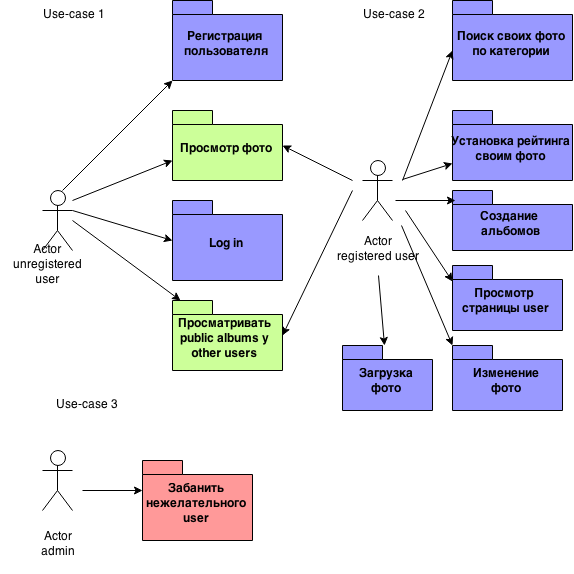 Use-case 1
Use-case 2
Регистрация
пользователя
Поиск своих фото
по категории
Просмотр фото
Установка рейтинга
своим фото
Actor
unregistered
user
Log in
Actor
registered user
Создание
альбомов
Просмотр
страницы user
Просматривать
public albums у
other users
Загрузка
фото
Изменение
фото
Use-case 3
Actor
admin
Забанить
нежелательного
user